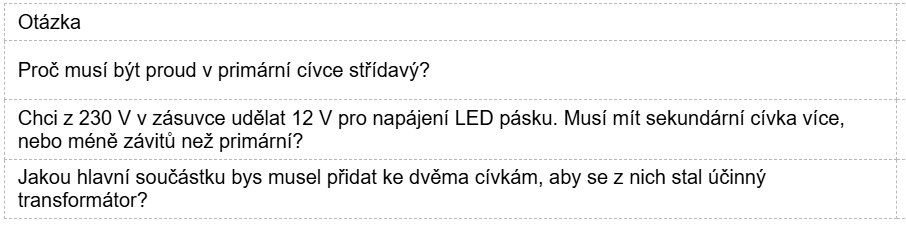 Otázka
Proč musí být proud v primární cívce střídavý?
Chci z 230 V v zásuvce udělat 12 V pro napájení LED pásku. Musí mít sekundární cívka více,
nebo méně závitů než primární?
Jakou hlavní součástku bys musel přidat ke dvěma cívkám, aby se z nich stal účinný
transformátor?